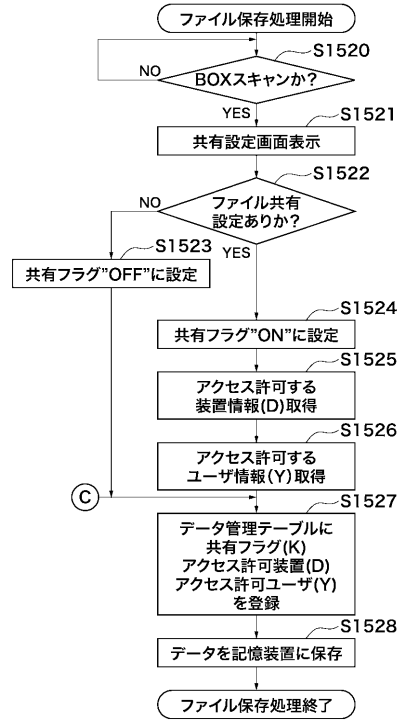 ファイル保存処理開始
S1520
NO
BOXスキャンか？
YES
S1521
共有設定画面表示
S1522
NO
ファイル共有
設定ありか？
S1523
YES
共有フラグ”OFF”に設定
S1524
共有フラグ”ON”に設定
S1525
アクセス許可する
装置情報(D)取得
S1526
アクセス許可する
ユーザ情報(Y)取得
C
S1527
データ管理テーブルに
共有フラグ(K)
アクセス許可装置(D)
アクセス許可ユーザ(Y)
を登録
S1528
データを記憶装置に保存
ファイル保存処理終了